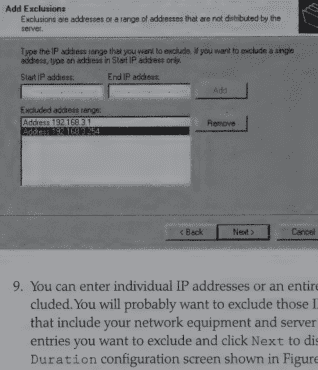 Add Exclusions
Exclusions are addresses or a range of addresses that are not distributed by the
server.
Type the IP address range that you want to exclude. If you want to exclude a single
address, type an address in Start IP address only.
Start IP address: End IP address:
Add
Excluded address range:
Address 192.168.3.1
Remove
Address 192.168.3.254
< Back Next > Cancel
9. You can enter individual IP addresses or an entire
cluded. You will probably want to exclude those I
that include your network equipment and server
entries you want to exclude and click Next to dis
Duration configuration screen shown in Figure